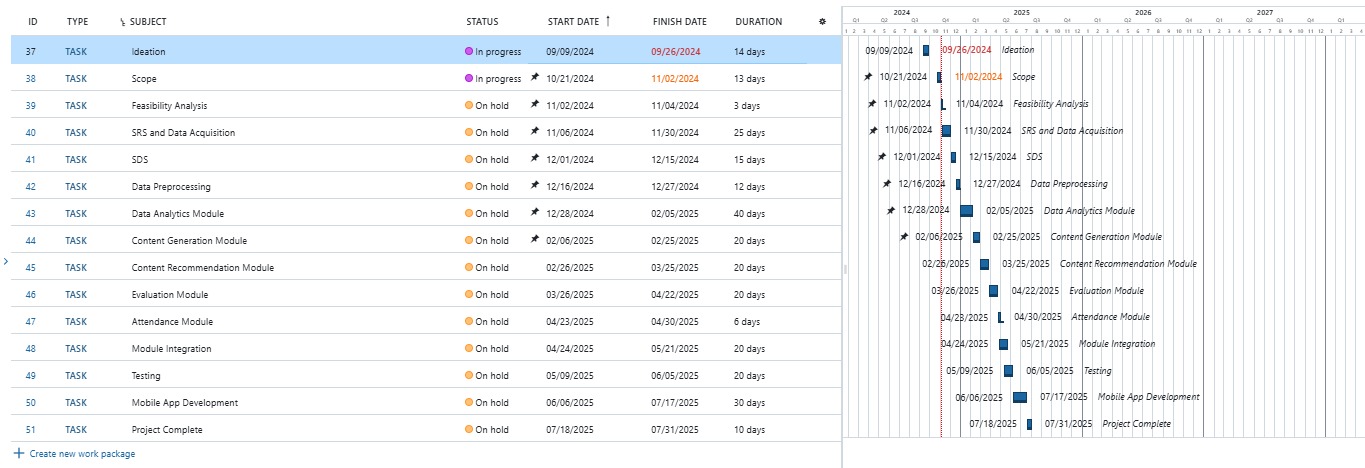 ID TYPE SUBJECT STATUS START DATE FINISH DATE DURATION
37 TASK Ideation In progress 09/09/2024 09/26/2024 14 days
38 TASK Scope In progress 10/21/2024 11/02/2024 13 days
39 TASK Feasibility Analysis On hold 11/02/2024 11/04/2024 3 days
40 TASK SRS and Data Acquisition On hold 11/06/2024 11/30/2024 25 days
41 TASK SDS On hold 12/01/2024 12/15/2024 15 days
42 TASK Data Preprocessing On hold 12/16/2024 12/27/2024 12 days
43 TASK Data Analytics Module On hold 12/28/2024 02/05/2025 40 days
44 TASK Content Generation Module On hold 02/06/2025 02/25/2025 20 days
45 TASK Content Recommendation Module On hold 02/26/2025 03/25/2025 20 days
46 TASK Evaluation Module On hold 03/26/2025 04/22/2025 20 days
47 TASK Attendance Module On hold 04/23/2025 04/30/2025 6 days
48 TASK Module Integration On hold 04/24/2025 05/21/2025 20 days
49 TASK Testing On hold 05/09/2025 06/05/2025 20 days
50 TASK Mobile App Development On hold 06/06/2025 07/17/2025 30 days
51 TASK Project Complete On hold 07/18/2025 07/31/2025 10 days
Create new work package
2024 2025 2026 2027
Q1 Q2 Q3 Q4 Q1 Q2 Q3 Q4 Q1 Q2 Q3 Q4 Q1 Q2 Q3 Q4 Q1
09/09/2024 09/26/2024 Ideation
10/21/2024 11/02/2024 Scope
11/02/2024 11/04/2024 Feasibility Analysis
11/06/2024 11/30/2024 SRS and Data Acquisition
12/01/2024 12/15/2024 SDS
12/16/2024 12/27/2024 Data Preprocessing
12/28/2024 02/05/2025 Data Analytics Module
02/06/2025 02/25/2025 Content Generation Module
02/26/2025 03/25/2025 Content Recommendation Module
03/26/2025 04/22/2025 Evaluation Module
04/23/2025 04/30/2025 Attendance Module
04/24/2025 05/21/2025 Module Integration
05/09/2025 06/05/2025 Testing
06/06/2025 07/17/2025 Mobile App Development
07/18/2025 07/31/2025 Project Complete